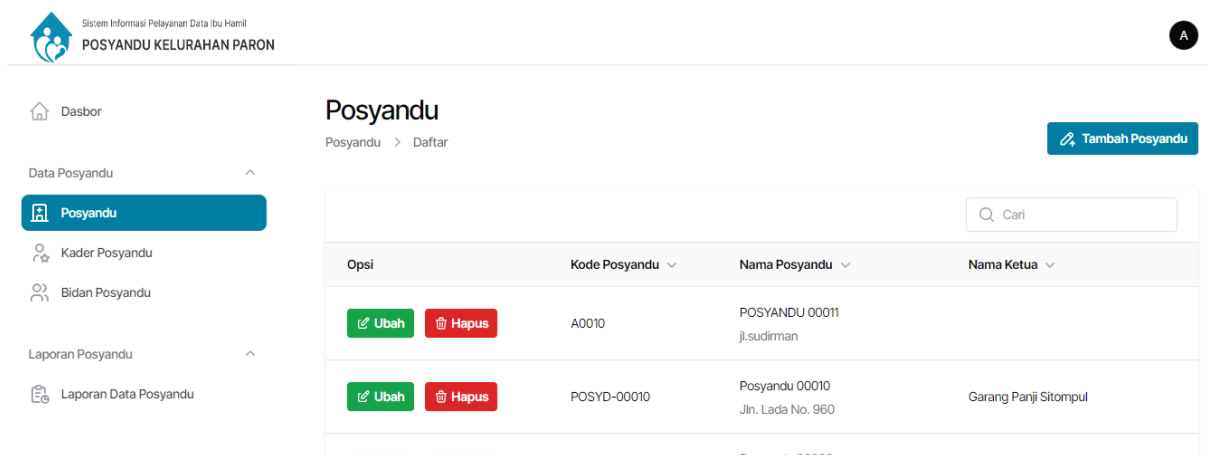 Sistem Informasi Pelayanan Data Ibu Hamil
POSYANDU KELURAHAN PARON
A
Dasbor
Data Posyandu
Posyandu
Kader Posyandu
Bidan Posyandu
Laporan Posyandu
Laporan Data Posyandu
Posyandu
Posyandu > Daftar
Tambah Posyandu
Cari
Opsi Kode Posyandu Nama Posyandu Nama Ketua
Ubah Hapus A0010 POSYANDU 00011
jl.sudirman
Ubah Hapus POSYD-00010 Posyandu 00010 Garang Panji Sitompul
Jln. Lada No. 960